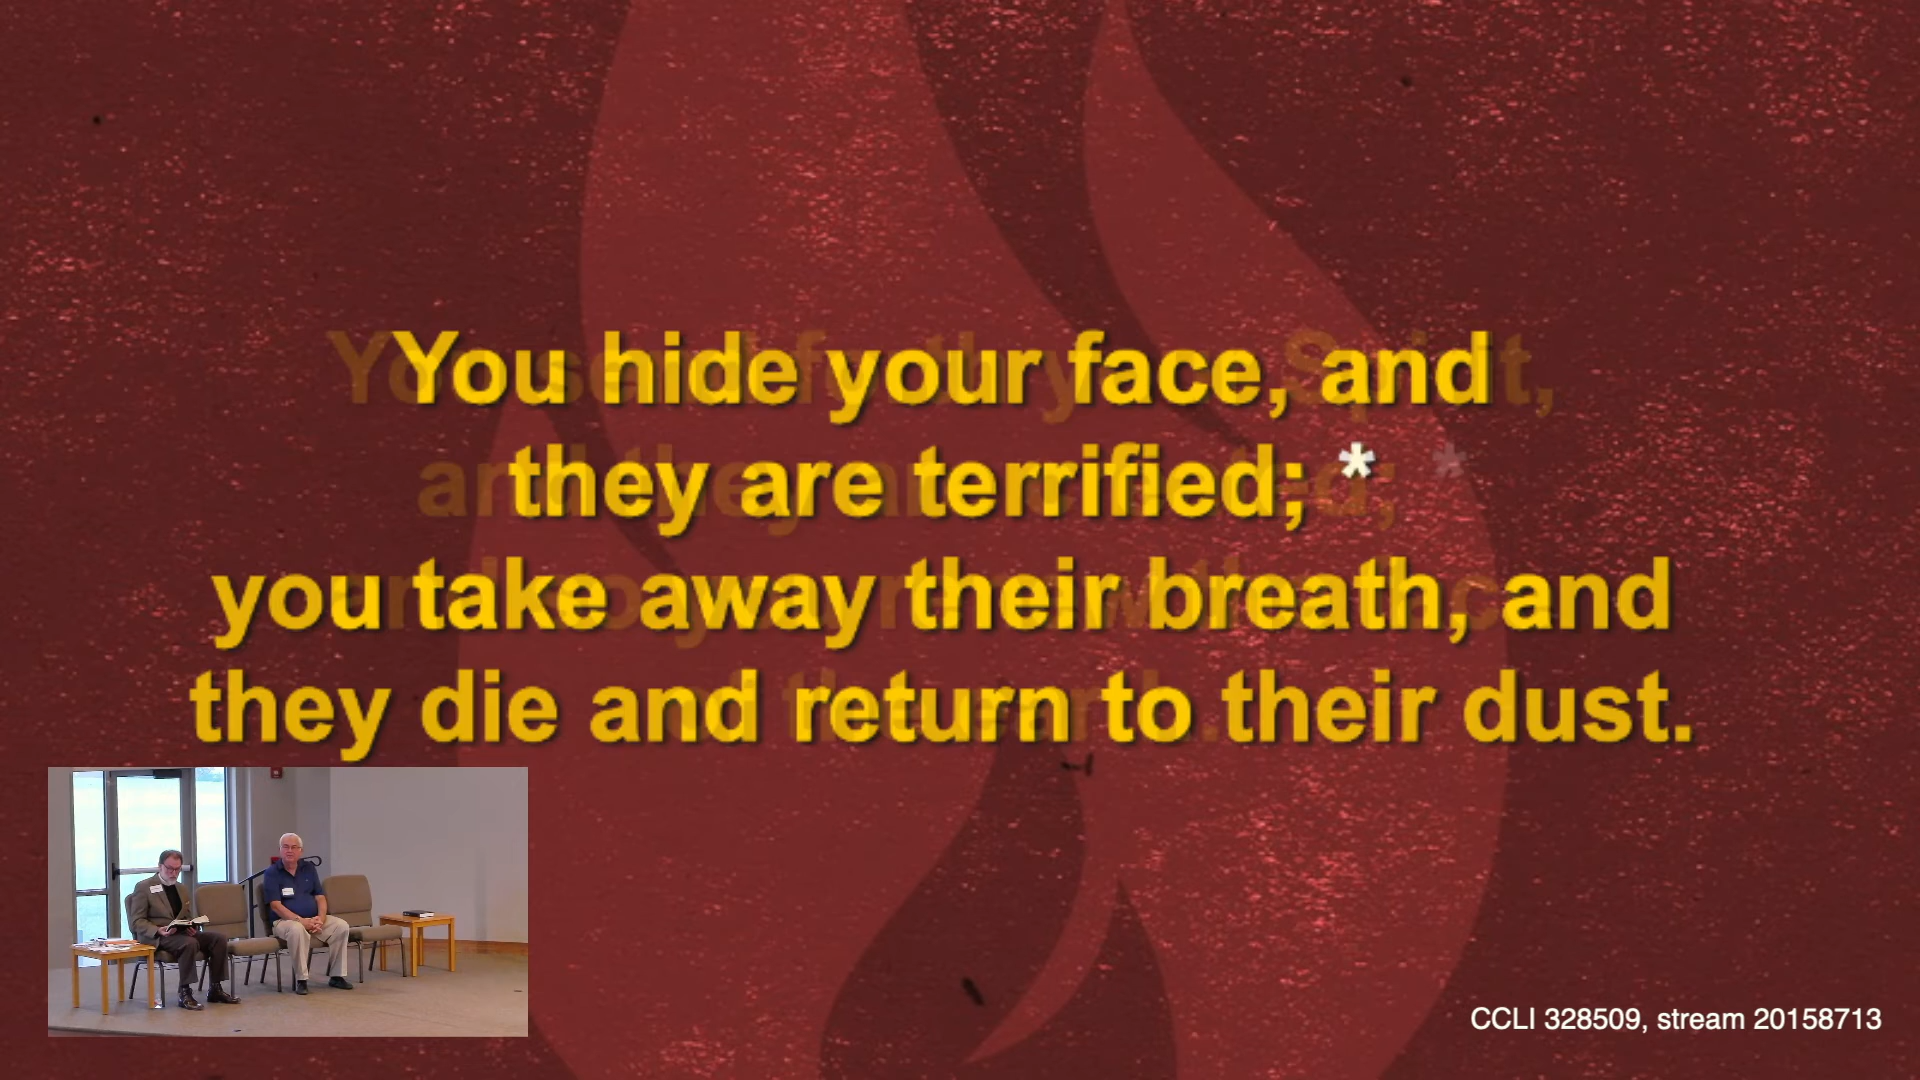 You hide your face, and
they are terrified; *
you take away their breath, and
they die and return to their dust.
CCLI 328509, stream 20158713